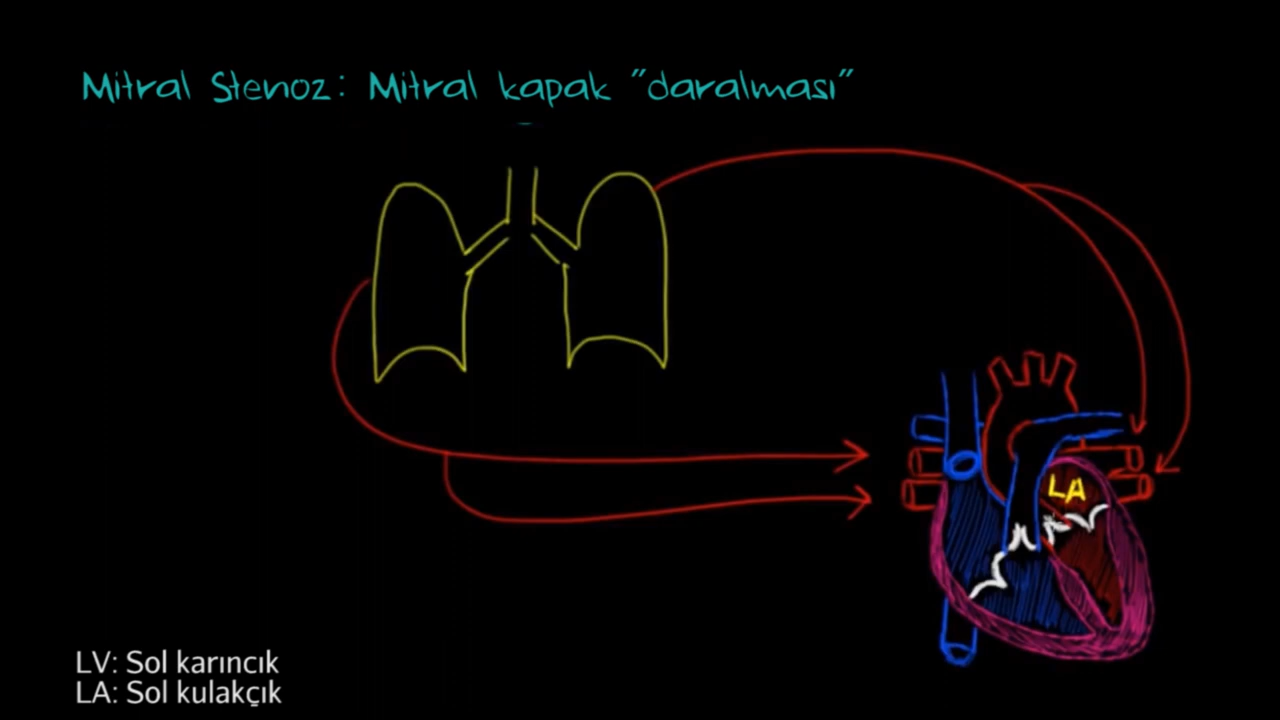 Mitral Stenoz: Mitral kapak "daralması"
LA
LV: Sol karıncık
LA: Sol kulakçık